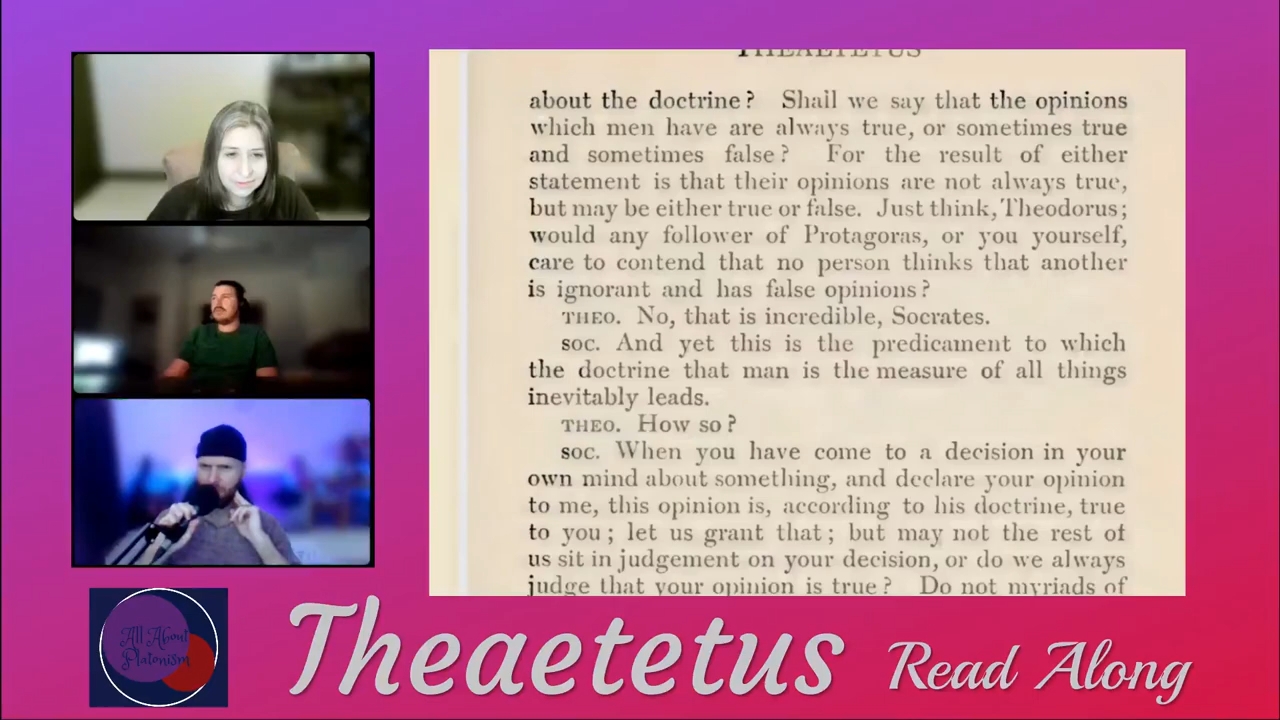 THEAETETUS
about the doctrine? Shall we say that the opinions
which men have are always true, or sometimes true
and sometimes false? For the result of either
statement is that their opinions are not always true,
but may be either true or false. Just think, Theodorus;
would any follower of Protagoras, or you yourself,
care to contend that no person thinks that another
is ignorant and has false opinions?
THEO. No, that is incredible, Socrates.
SOC. And yet this is the predicament to which
the doctrine that man is the measure of all things
inevitably leads.
THEO. How so?
SOC. When you have come to a decision in your
own mind about something, and declare your opinion
to me, this opinion is, according to his doctrine, true
to you; let us grant that; but may not the rest of
us sit in judgement on your decision, or do we always
judge that your opinion is true? Do not myriads of
All About
Platonism
Theaetetus Read Along